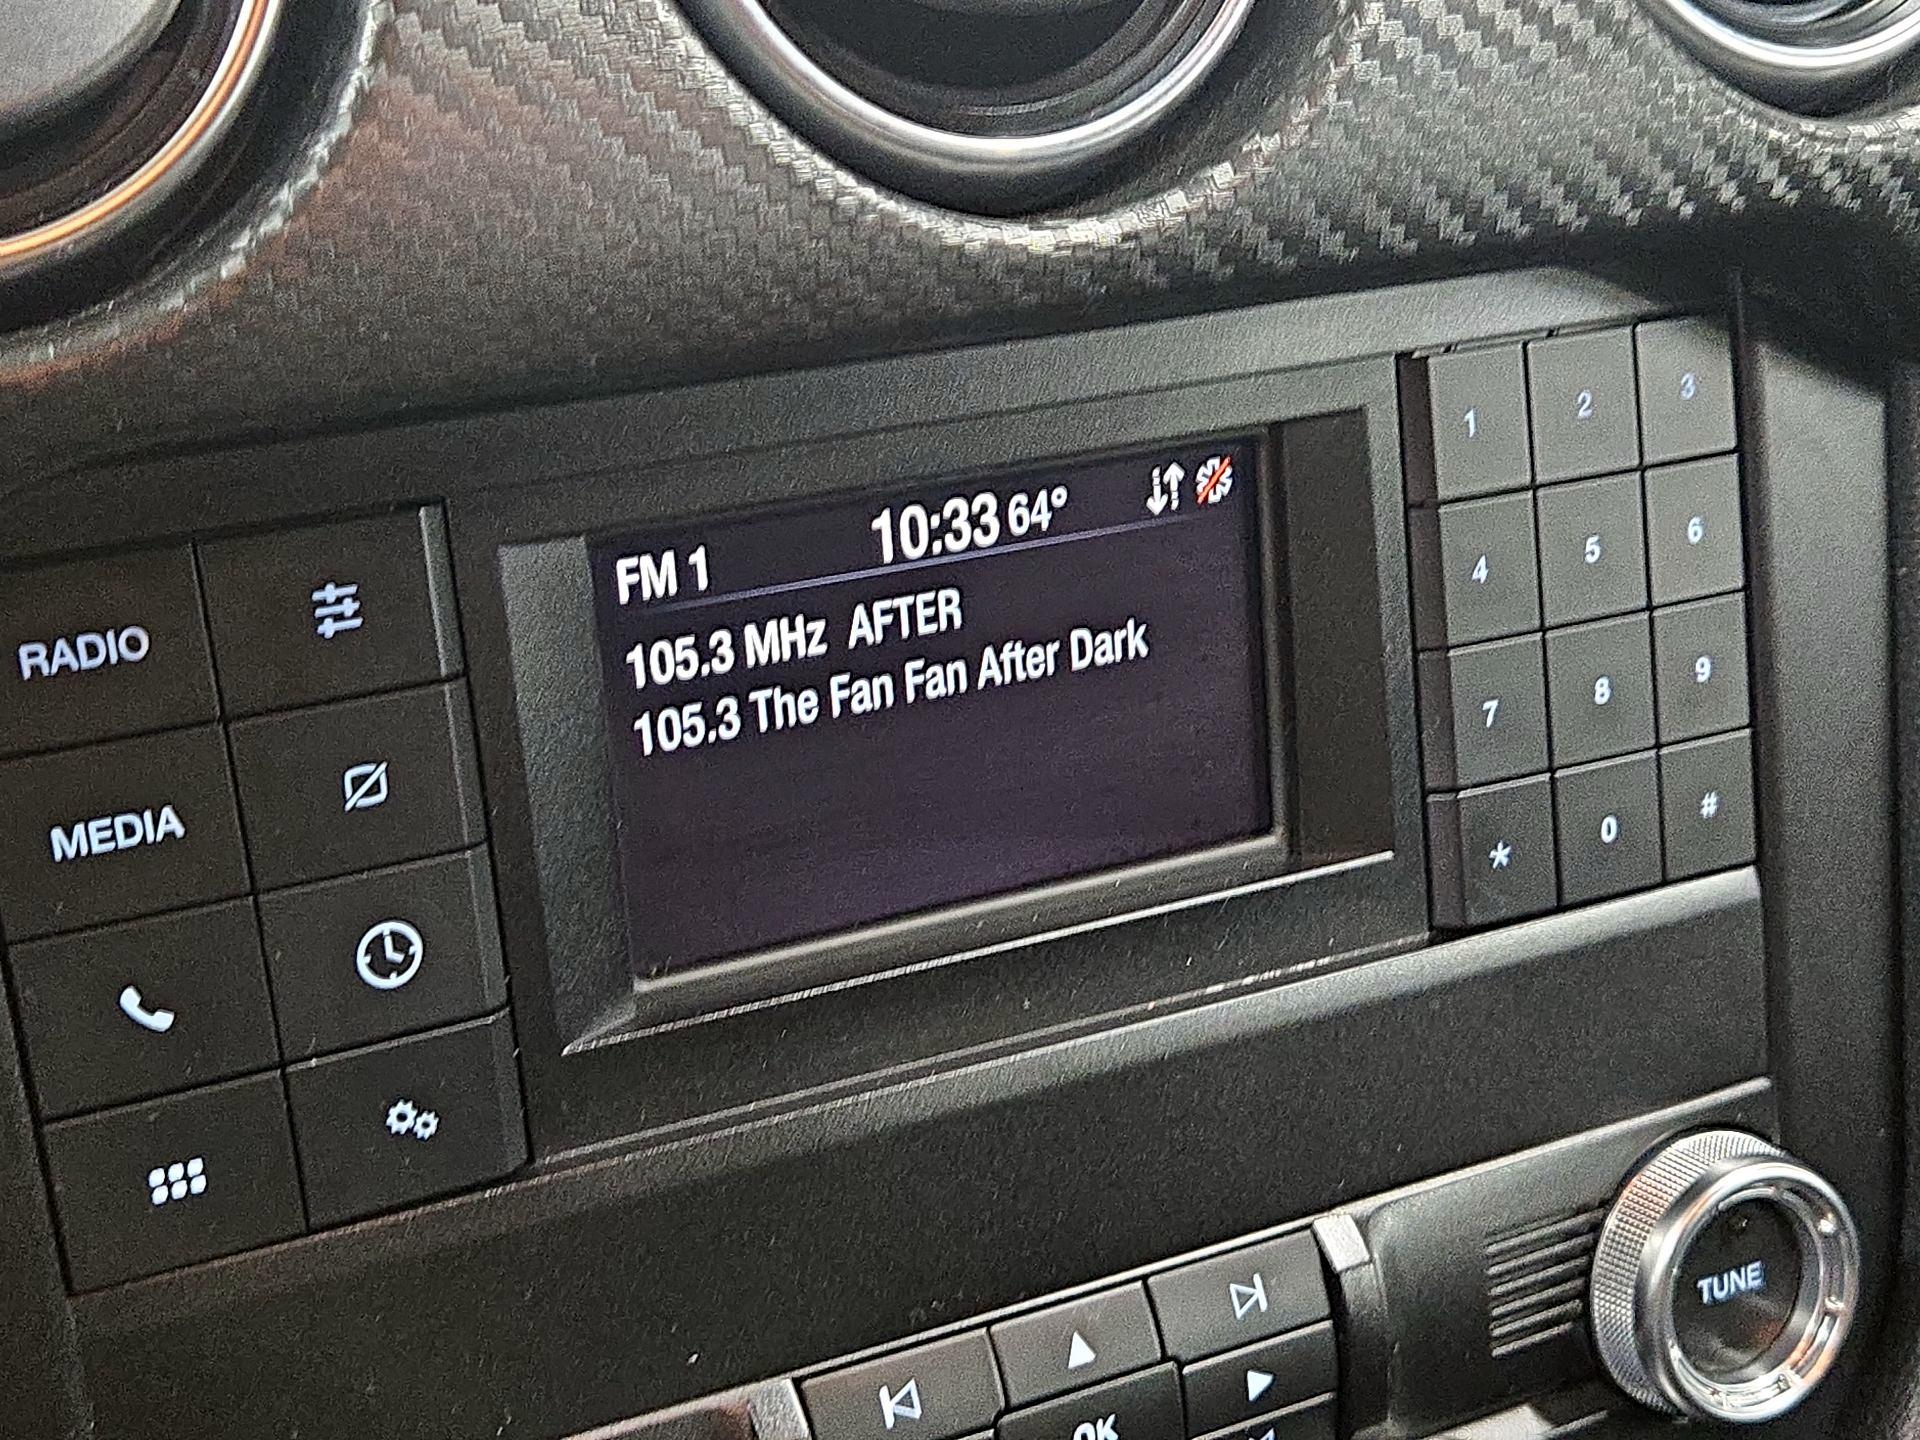 FM 1 10:33 64°
105.3 MHz AFTER
105.3 The Fan Fan After Dark
RADIO
MEDIA
1 2 3
4 5 6
7 8 9
* 0 #
TUNE
OK